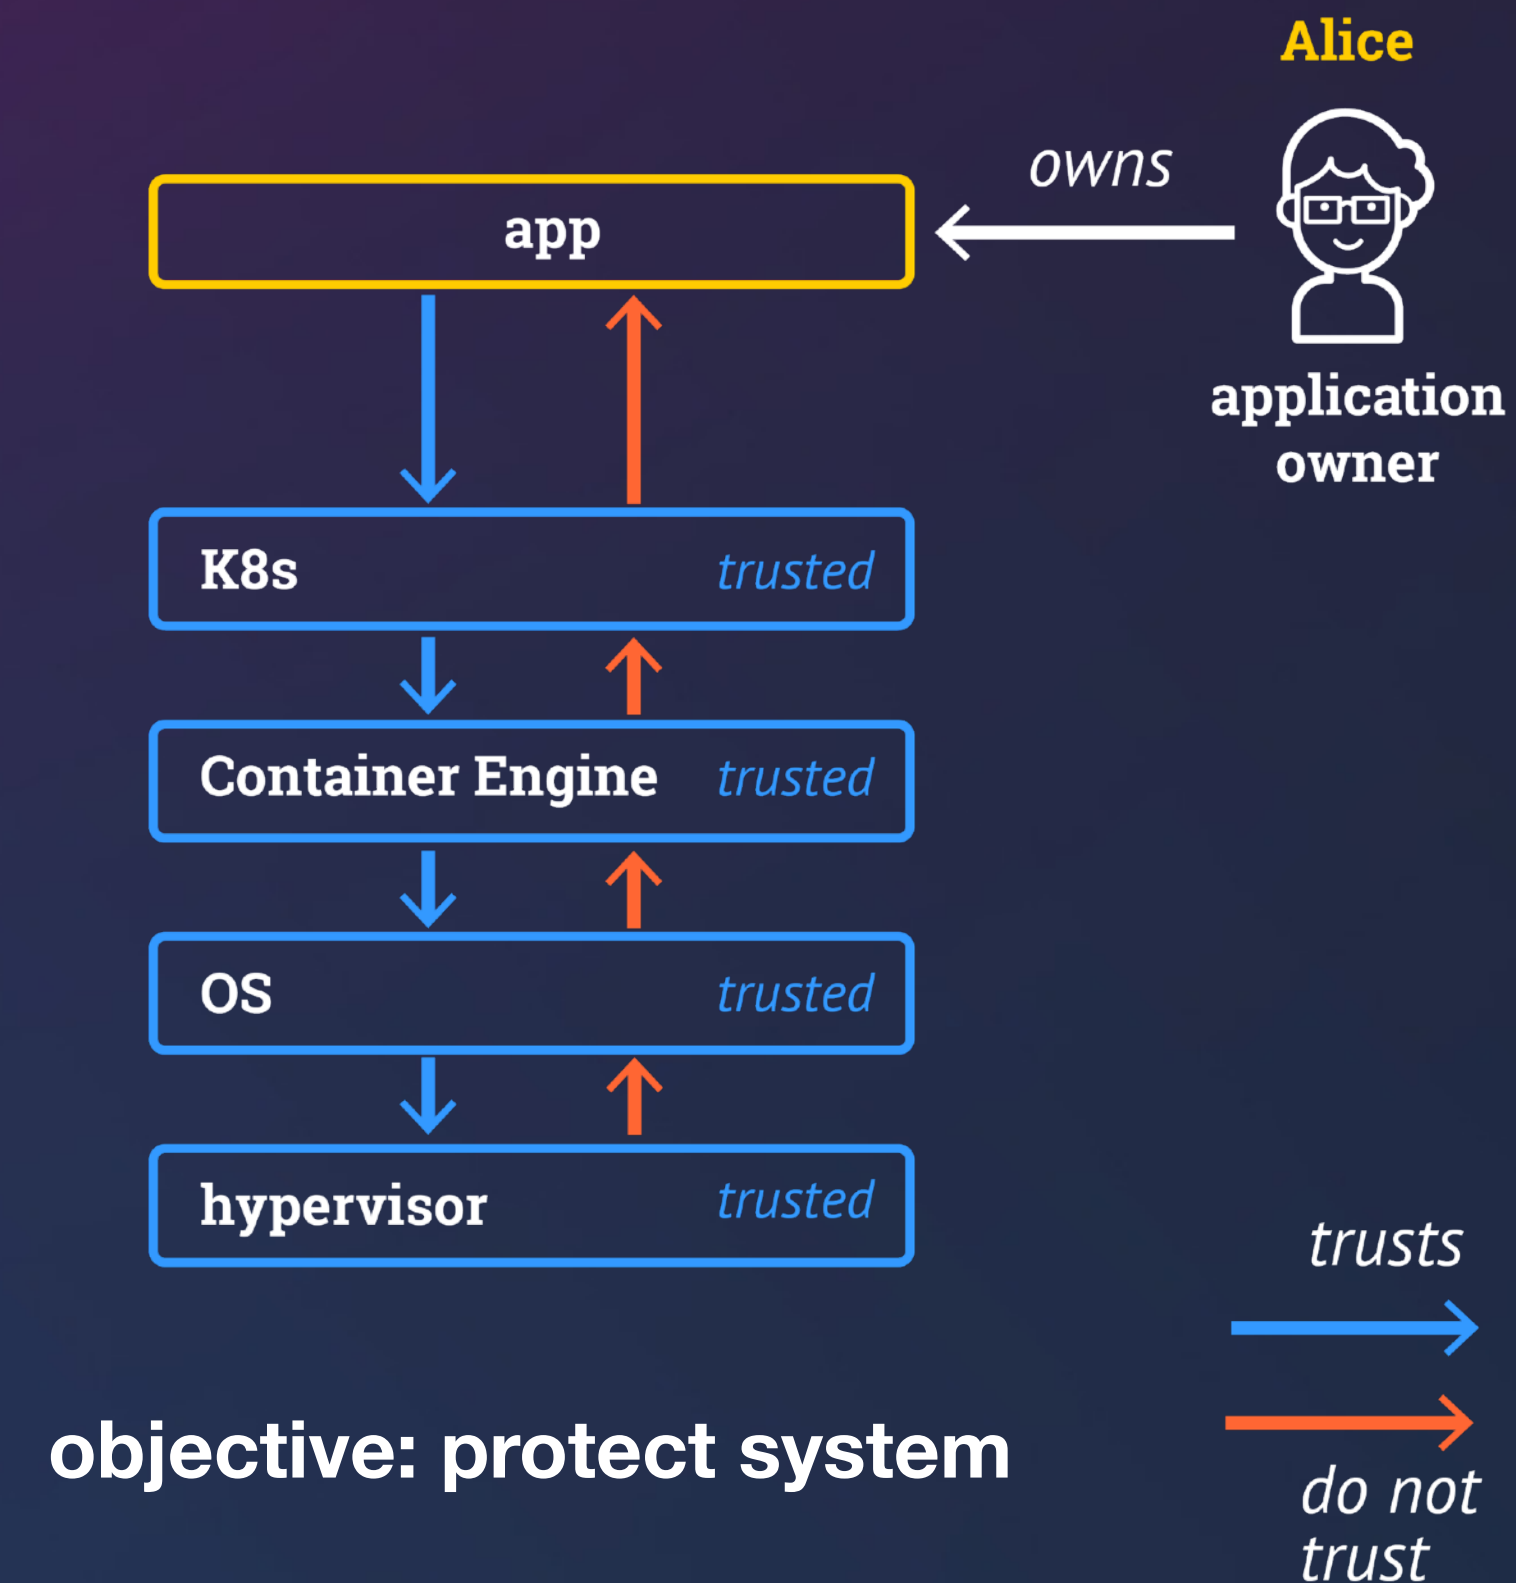 Alice
owns
app
application
owner
K8s trusted
Container Engine trusted
OS trusted
hypervisor trusted
trusts
objective: protect system
do not
trust